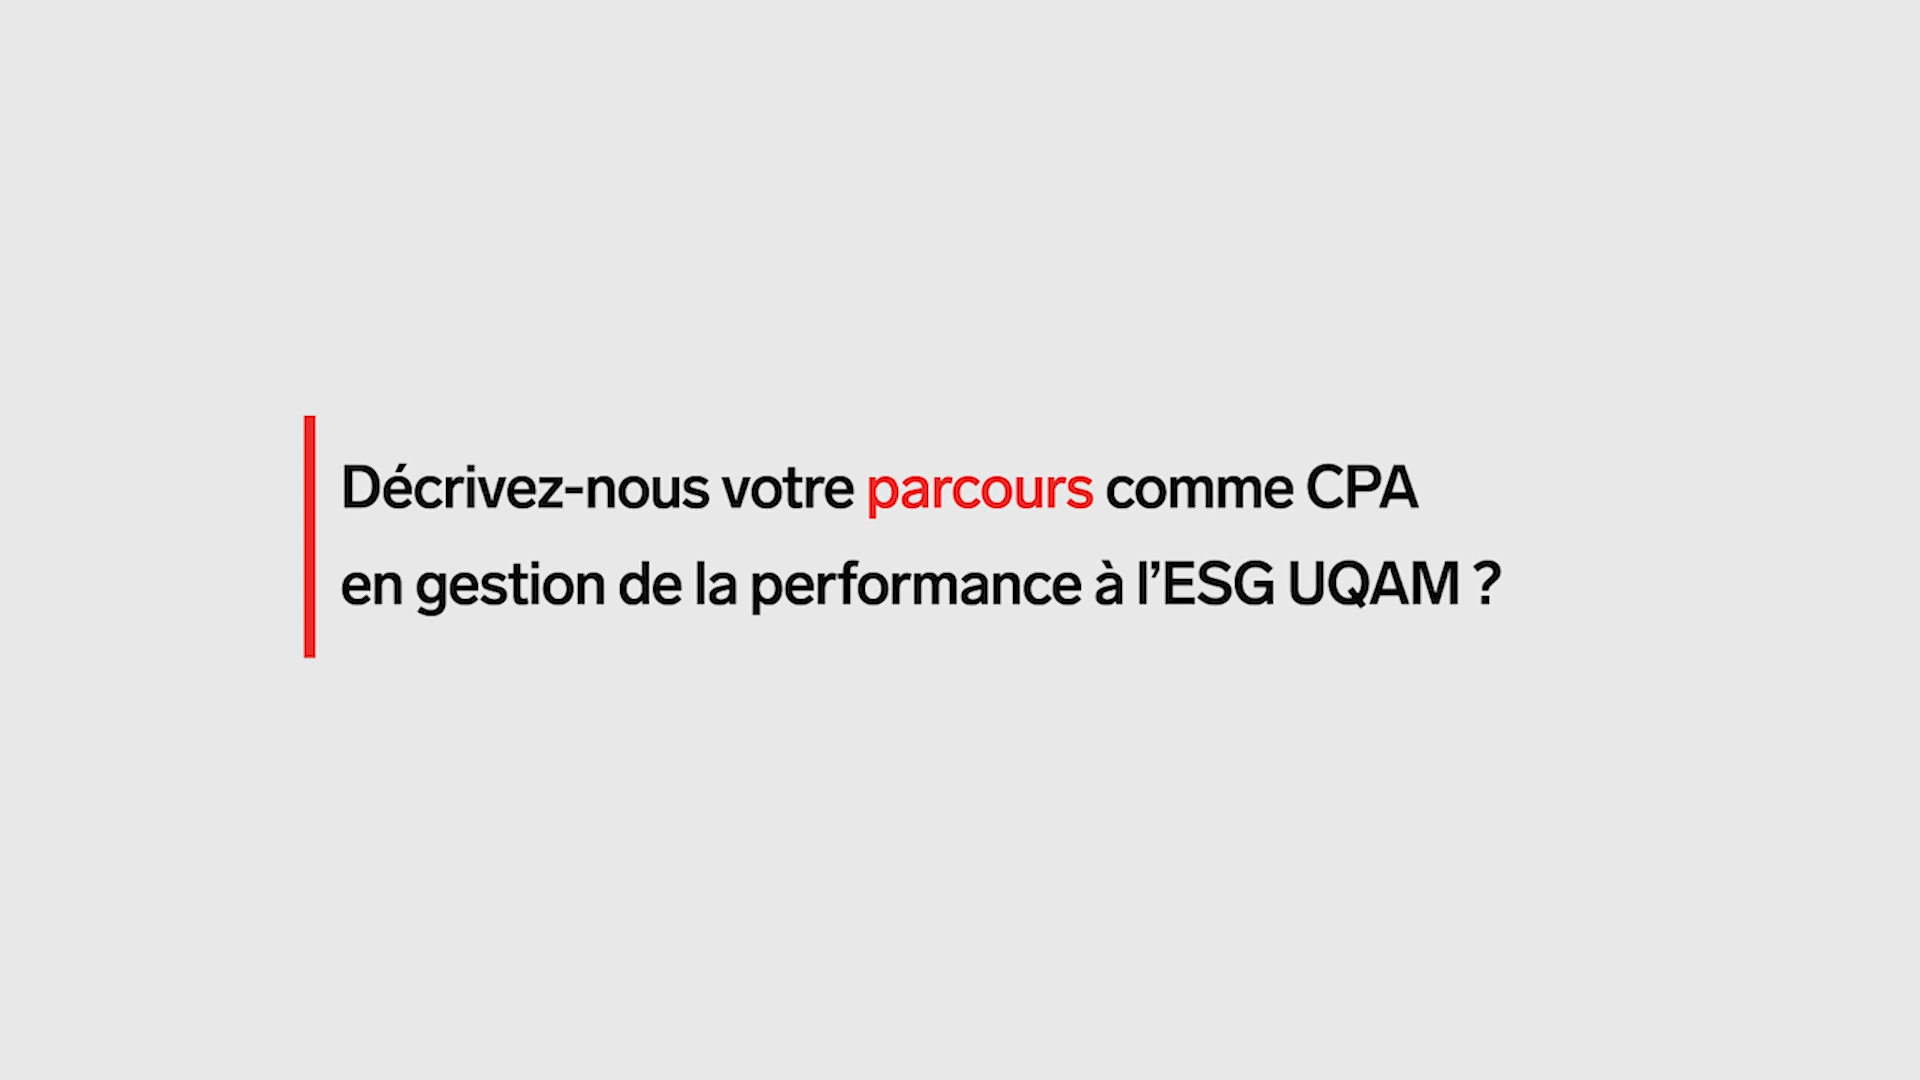 Décrivez-nous votre parcours comme CPA
en gestion de la performance à l’ESG UQAM ?